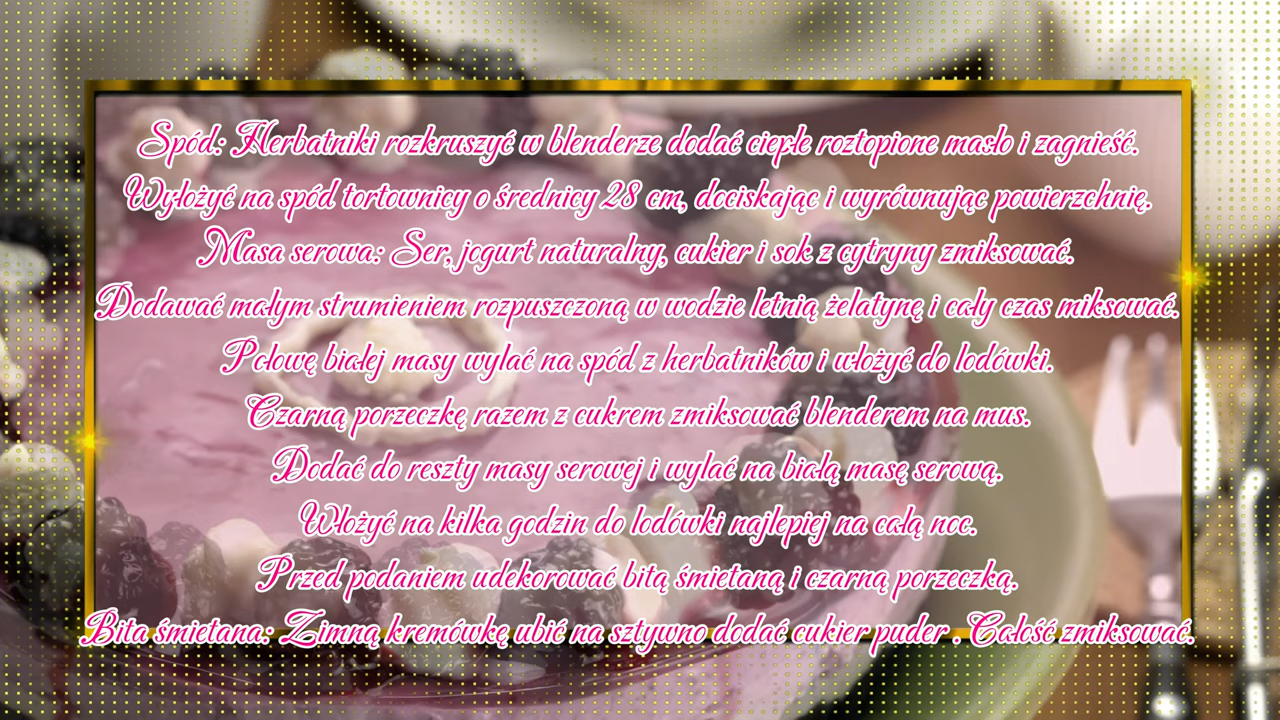 Spód: Herbatniki rozkruszyć w blenderze dodać ciepłe roztopione masło i zagnieść.
Wyłożyć na spód tortownicy o średnicy 28 cm, dociskając i wyrównując powierzchnię.
Masa serowa: Ser, jogurt naturalny, cukier i sok z cytryny zmiksować.
Dodawać małym strumieniem rozpuszczoną w wodzie letnią żelatynę i cały czas miksować.
Połowę białej masy wylać na spód z herbatników i włożyć do lodówki.
Czarną porzeczkę razem z cukrem zmiksować blenderem na mus.
Dodać do reszty masy serowej i wylać na białą masę serową.
Włożyć na kilka godzin do lodówki najlepiej na całą noc.
Przed podaniem udekorować bitą śmietaną i czarną porzeczką.
Bita śmietana: Zimną kremówkę ubić na sztywno dodać cukier puder . Całość zmiksować.